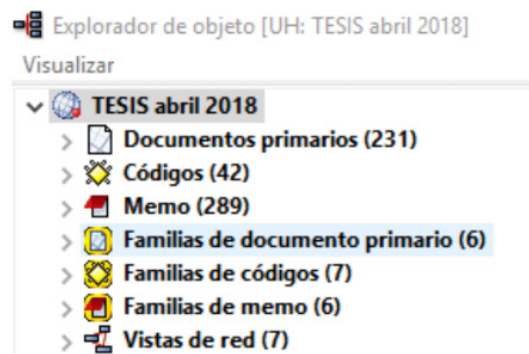 Explorador de objeto [UH: TESIS abril 2018]
Visualizar
TESIS abril 2018
Documentos primarios (231)
Códigos (42)
Memo (289)
Familias de documento primario (6)
Familias de códigos (7)
Familias de memo (6)
Vistas de red (7)